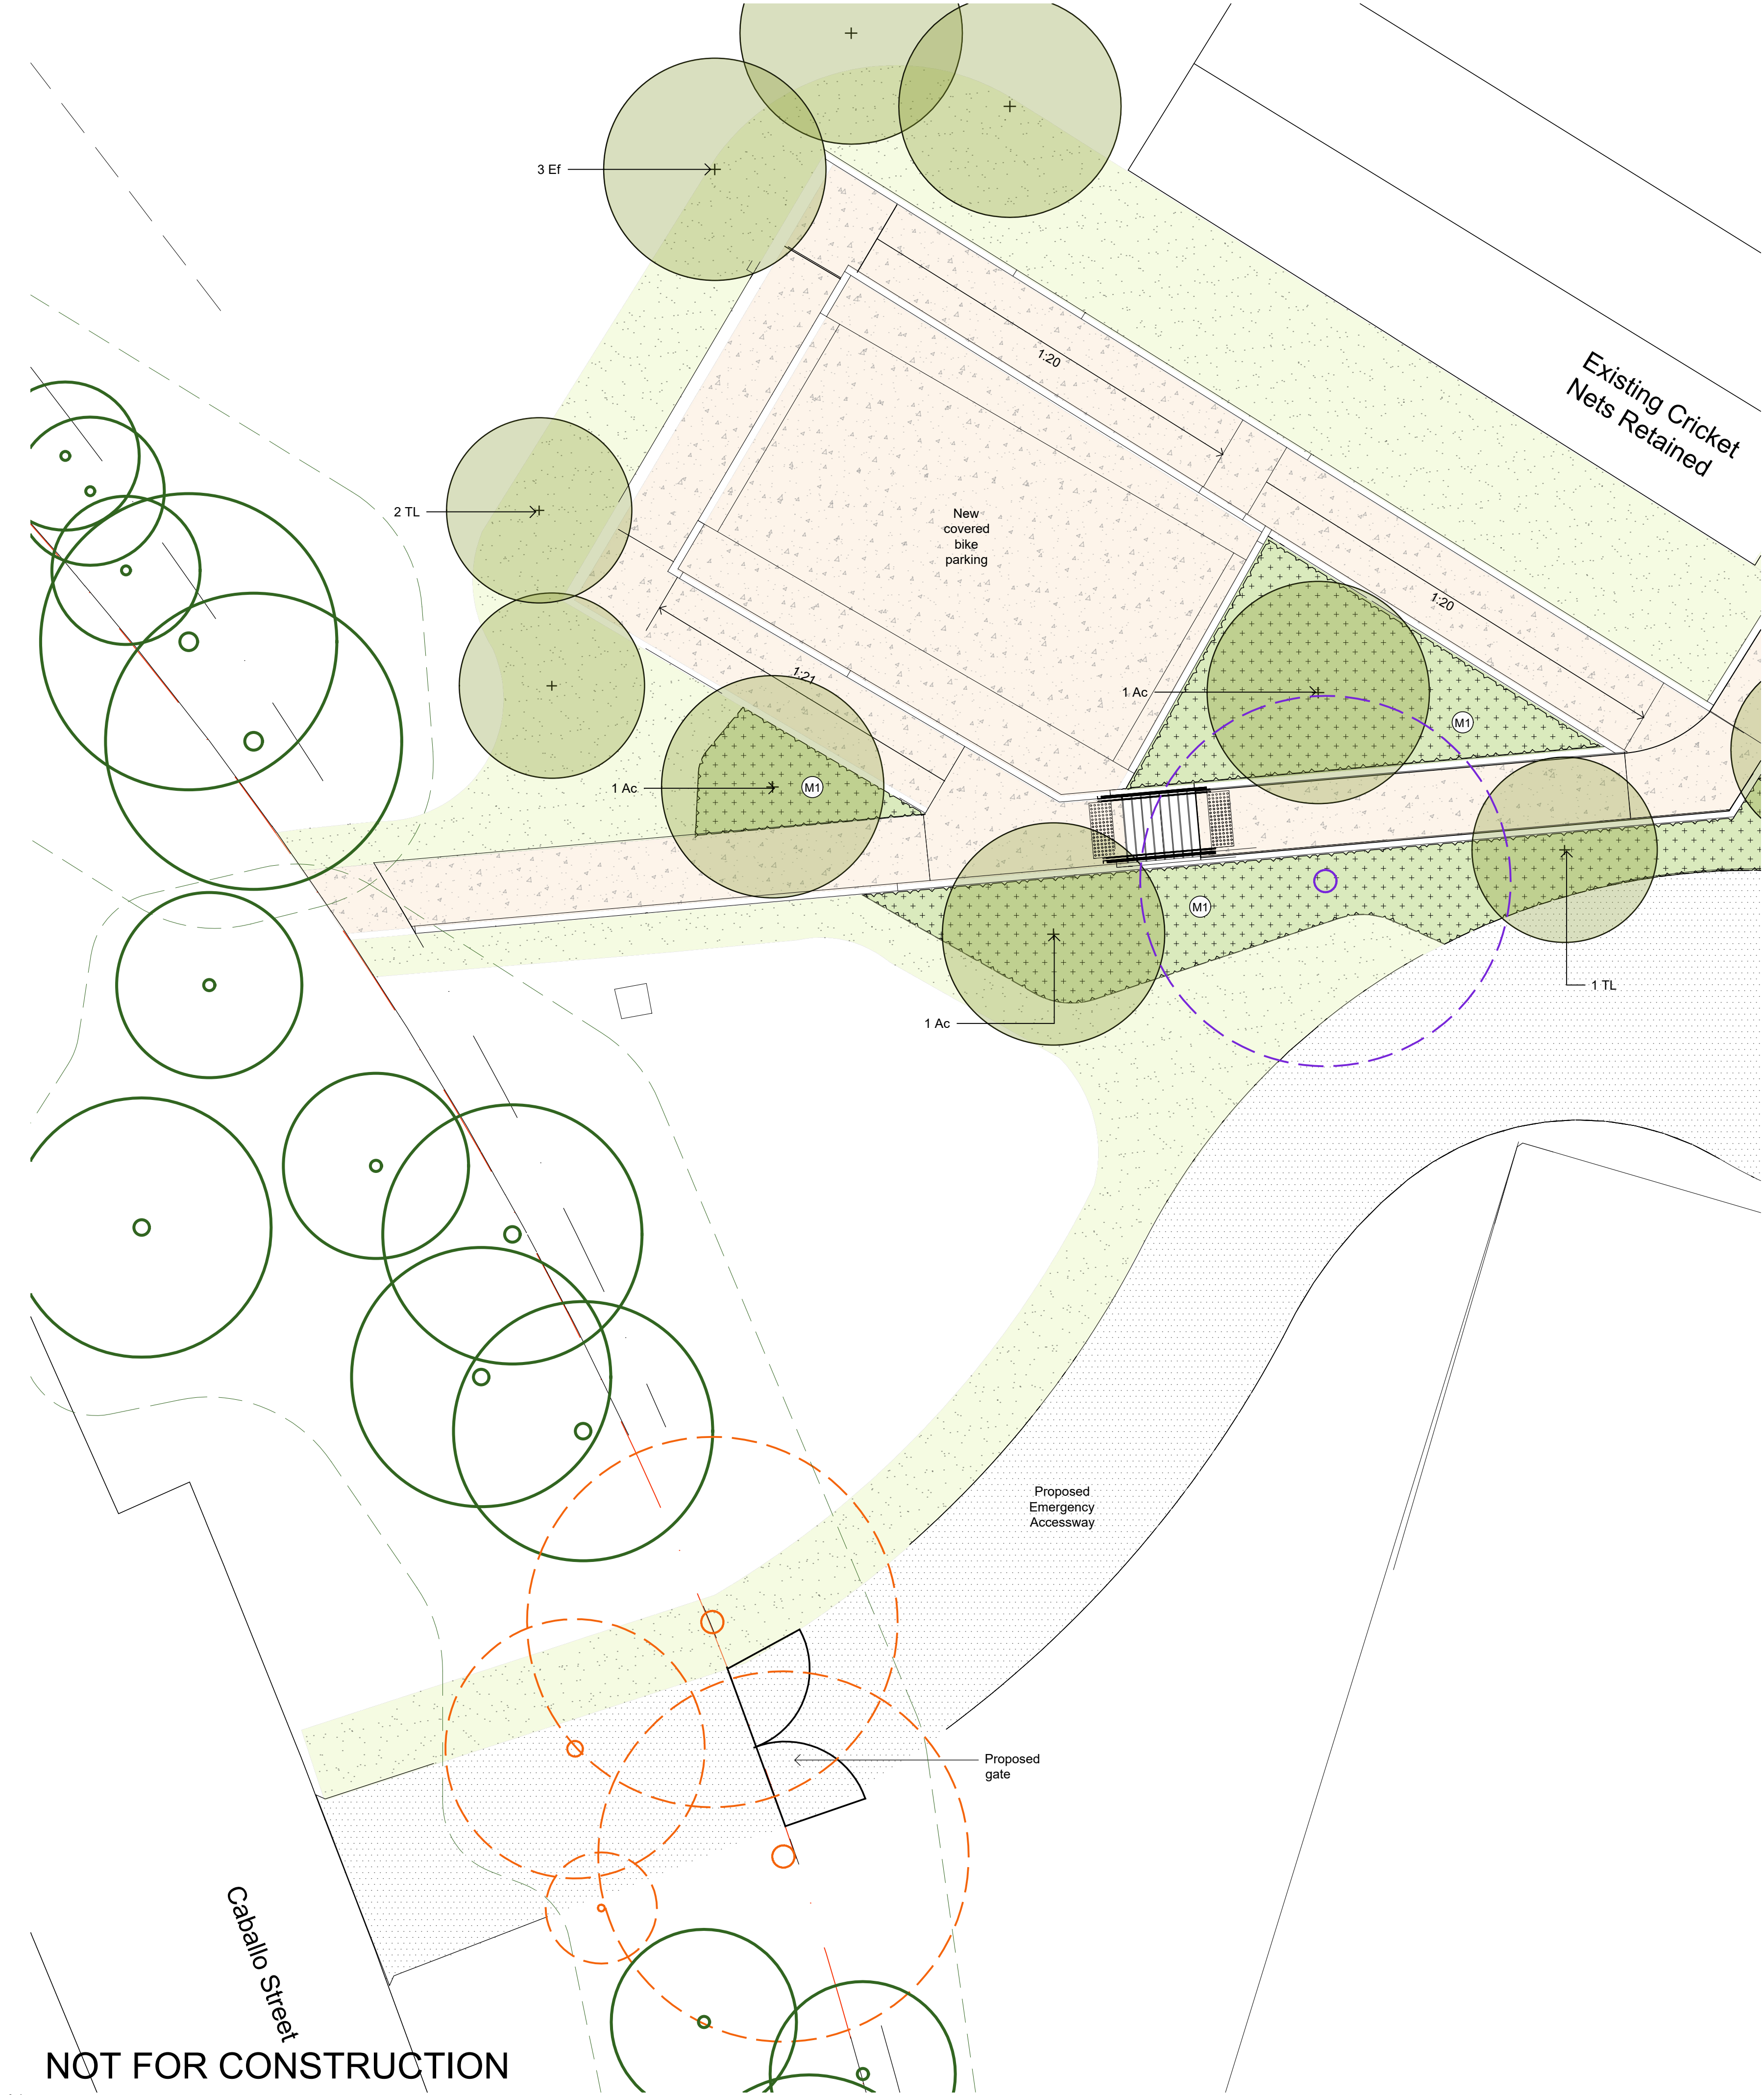 3 Ef
1:20
Existing Cricket
Nets Retained
2 TL
New
covered
bike
parking
1:20
1:21
1 Ac
M1
1 Ac
M1
M1
1 TL
1 Ac
Proposed
Emergency
Accessway
Proposed
gate
Caballo Street
NOT FOR CONSTRUCTION